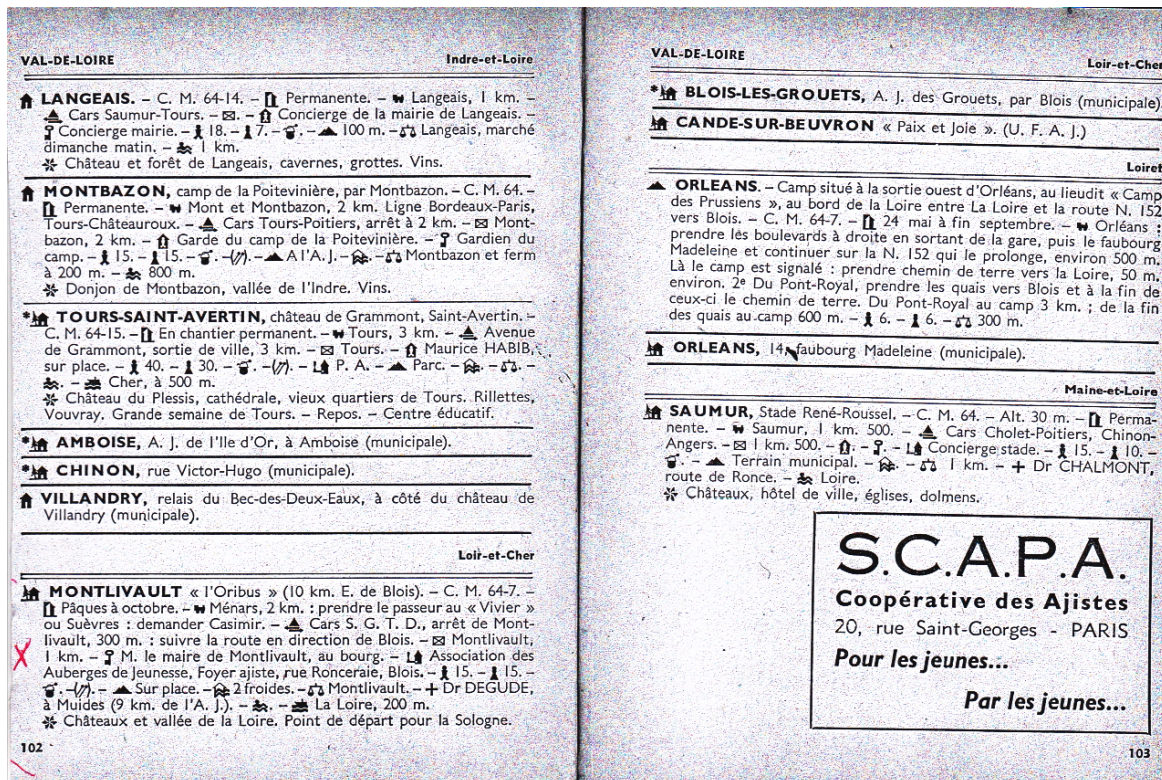 VAL-DE-LOIRE Indre-et-Loire
LANGEAIS. – C. M. 64-14. – Permanente. – Langeais, 1 km. –
Cars Saumur-Tours. – . – Concierge de la mairie de Langeais. –
Concierge mairie. – 18. – 17. – . – 100 m. – Langeais, marché
dimanche matin. – 1 km.
Château et forêt de Langeais, cavernes, grottes. Vins.
MONTBAZON, camp de la Poitevinière, par Montbazon. – C. M. 64. –
Permanente. – Mont et Montbazon, 2 km. Ligne Bordeaux-Paris,
Tours-Châteauroux. – Cars Tours-Poitiers, arrêt à 2 km. – Mont-
bazon, 2 km. – Garde du camp de la Poitevinière. – Gardien du
camp. – 15. – 15. – . – (//). – A l'A. J. – . – Montbazon et ferm
à 200 m. – 800 m.
Donjon de Montbazon, vallée de l'Indre. Vins.
*TOURS-SAINT-AVERTIN, château de Grammont, Saint-Avertin. –
C. M. 64-15. – En chantier permanent. – Tours, 3 km. – Avenue
de Grammont, sortie de ville, 3 km. – Tours. – Maurice HABIB,
sur place. – 40. – 30. – . – (//). – P. A. – Parc. – . – . –
. – Cher, à 500 m.
Château du Plessis, cathédrale, vieux quartiers de Tours. Rillettes,
Vouvray. Grande semaine de Tours. – Repos. – Centre éducatif.
*AMBOISE, A. J. de l'Ile d'Or, à Amboise (municipale).
*CHINON, rue Victor-Hugo (municipale).
VILLANDRY, relais du Bec-des-Deux-Eaux, à côté du château de
Villandry (municipale).
Loir-et-Cher
MONTLIVAULT « l'Oribus » (10 km. E. de Blois). – C. M. 64-7. –
Pâques à octobre. – Ménars, 2 km. : prendre le passeur au « Vivier »
ou Suèvres : demander Casimir. – Cars S. G. T. D., arrêt de Mont-
livault, 300 m. : suivre la route en direction de Blois. – Montlivault,
1 km. – M. le maire de Montlivault, au bourg. – Association des
Auberges de Jeunesse, Foyer ajiste, rue Ronceraie, Blois. – 15. – 15. –
. – (//). – Sur place. – 2 froides. – Montlivault. – + Dr DEGUDE,
à Muides (9 km. de l'A. J.). – . – La Loire, 200 m.
Châteaux et vallée de la Loire. Point de départ pour la Sologne.
102
VAL-DE-LOIRE Loir-et-Cher
*BLOIS-LES-GROUETS, A. J. des Grouets, par Blois (municipale).
CANDE-SUR-BEUVRON « Paix et Joie ». (U. F. A. J.)
Loiret
ORLEANS. – Camp situé à la sortie ouest d'Orléans, au lieudit « Camp
des Prussiens », au bord de la Loire entre La Loire et la route N. 152
vers Blois. – C. M. 64-7. – 24 mai à fin septembre. – Orléans :
prendre les boulevards à droite en sortant de la gare, puis le faubourg
Madeleine et continuer sur la N. 152 qui le prolonge, environ 500 m.
Là le camp est signalé : prendre chemin de terre vers la Loire, 50 m.
environ. 2e Du Pont-Royal, prendre les quais vers Blois et à la fin de
ceux-ci le chemin de terre. Du Pont-Royal au camp 3 km. ; de la fin
des quais au camp 600 m. – 6. – 6. – 300 m.
ORLEANS, 14, faubourg Madeleine (municipale).
Maine-et-Loire
SAUMUR, Stade René-Roussel. – C. M. 64. – Alt. 30 m. – Perma-
nente. – Saumur, 1 km. 500. – Cars Cholet-Poitiers, Chinon-
Angers. – 1 km. 500. – . – . – Concierge stade. – 15. – 10. –
. – Terrain municipal. – . – 1 km. – + Dr CHALMONT,
route de Ronce. – Loire.
Châteaux, hôtel de ville, églises, dolmens.
S.C.A.P.A.
Coopérative des Ajistes
20, rue Saint-Georges - PARIS
Pour les jeunes...
Par les jeunes...
103